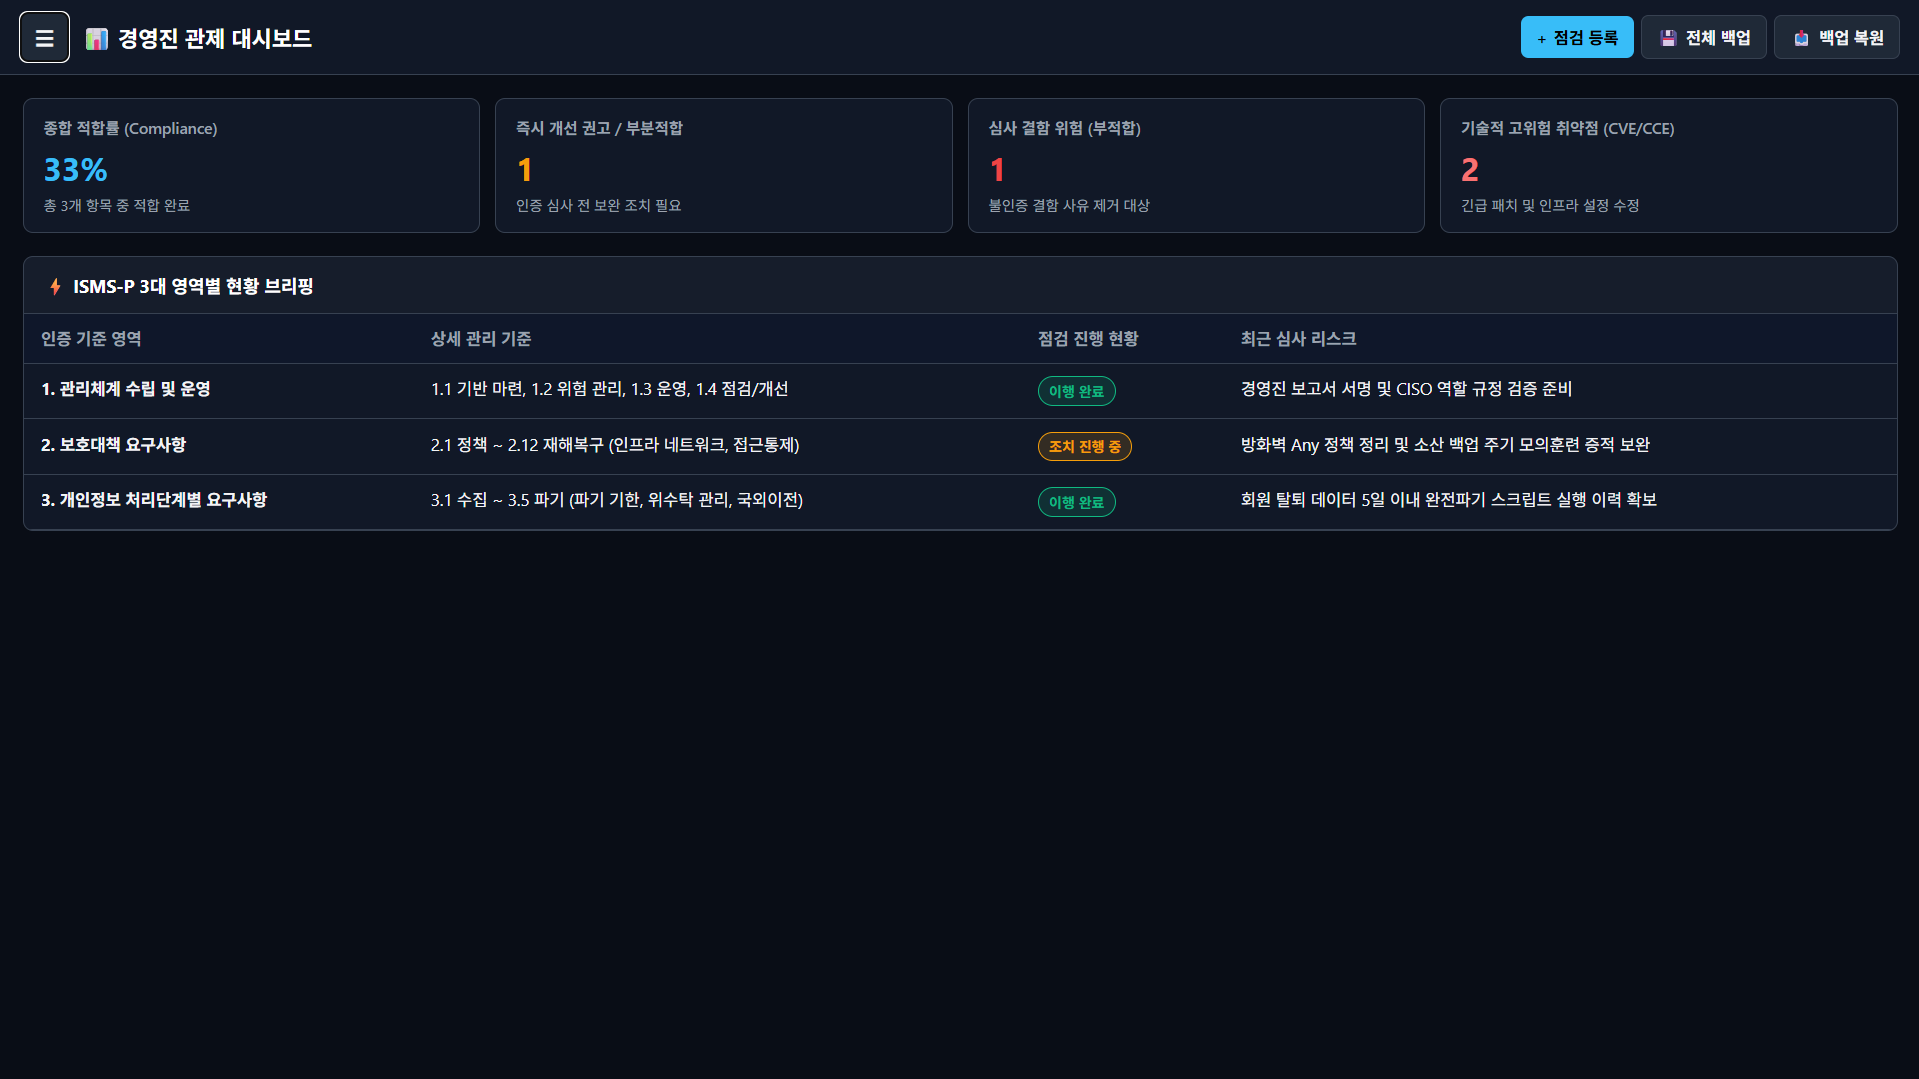 ☰ 📊 경영진 관제 대시보드
+ 점검 등록 💾 전체 백업 📥 백업 복원
종합 적합률 (Compliance)
33%
총 3개 항목 중 적합 완료
즉시 개선 권고 / 부분적합
1
인증 심사 전 보완 조치 필요
심사 결함 위험 (부적합)
1
불인증 결함 사유 제거 대상
기술적 고위험 취약점 (CVE/CCE)
2
긴급 패치 및 인프라 설정 수정
⚡ ISMS-P 3대 영역별 현황 브리핑
인증 기준 영역 상세 관리 기준 점검 진행 현황 최근 심사 리스크
1. 관리체계 수립 및 운영 1.1 기반 마련, 1.2 위험 관리, 1.3 운영, 1.4 점검/개선 이행 완료 경영진 보고서 서명 및 CISO 역할 규정 검증 준비
2. 보호대책 요구사항 2.1 정책 ~ 2.12 재해복구 (인프라 네트워크, 접근통제) 조치 진행 중 방화벽 Any 정책 정리 및 소산 백업 주기 모의훈련 증적 보완
3. 개인정보 처리단계별 요구사항 3.1 수집 ~ 3.5 파기 (파기 기한, 위수탁 관리, 국외이전) 이행 완료 회원 탈퇴 데이터 5일 이내 완전파기 스크립트 실행 이력 확보